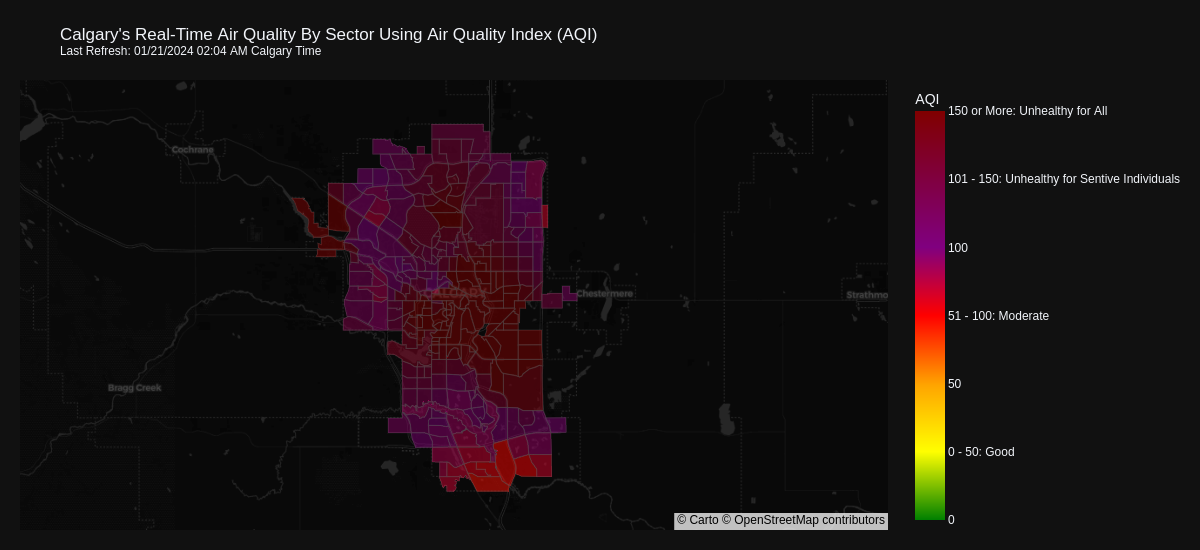 Calgary's Real-Time Air Quality By Sector Using Air Quality Index (AQI)
Last Refresh: 01/21/2024 02:04 AM Calgary Time
AQI
150 or More: Unhealthy for All
Cochrane
101 - 150: Unhealthy for Sentive Individuals
100
CALGARY
Chestermere
Strathmo
51 - 100: Moderate
50
Bragg Creek
0 - 50: Good
0
© Carto © OpenStreetMap contributors